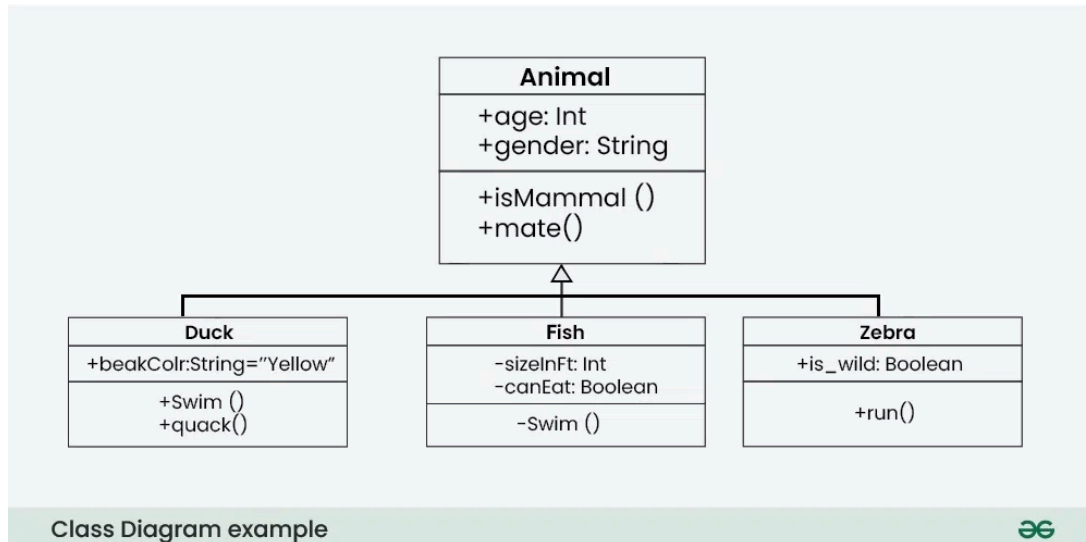 Animal
+age: Int
+gender: String
+isMammal ()
+mate()
Duck
+beakColr:String=”Yellow”
+Swim ()
+quack()
Fish
-sizeInFt: Int
-canEat: Boolean
-Swim ()
Zebra
+is_wild: Boolean
+run()
Class Diagram example